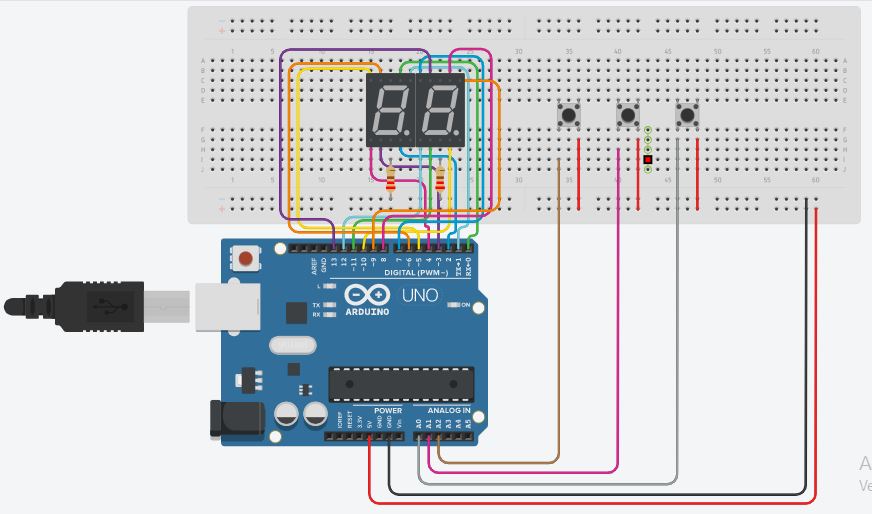 1 5 10 15 20 25 30 35 40 45 50 55 60
A A
B B
C C
D D
E E
F F
G G
H H
I I
J J
1 5 10 15 20 25 30 35 40 45 50 55 60
AREF GND 13 12 ~11 ~10 ~9 8 7 ~6 ~5 4 ~3 2 TX→1 RX←0
DIGITAL (PWM~)
L
TX
RX
ARDUINO
UNO
ON
POWER
ANALOG IN
IOREF RESET 3.3V 5V GND GND Vin A0 A1 A2 A3 A4 A5
A
Ve